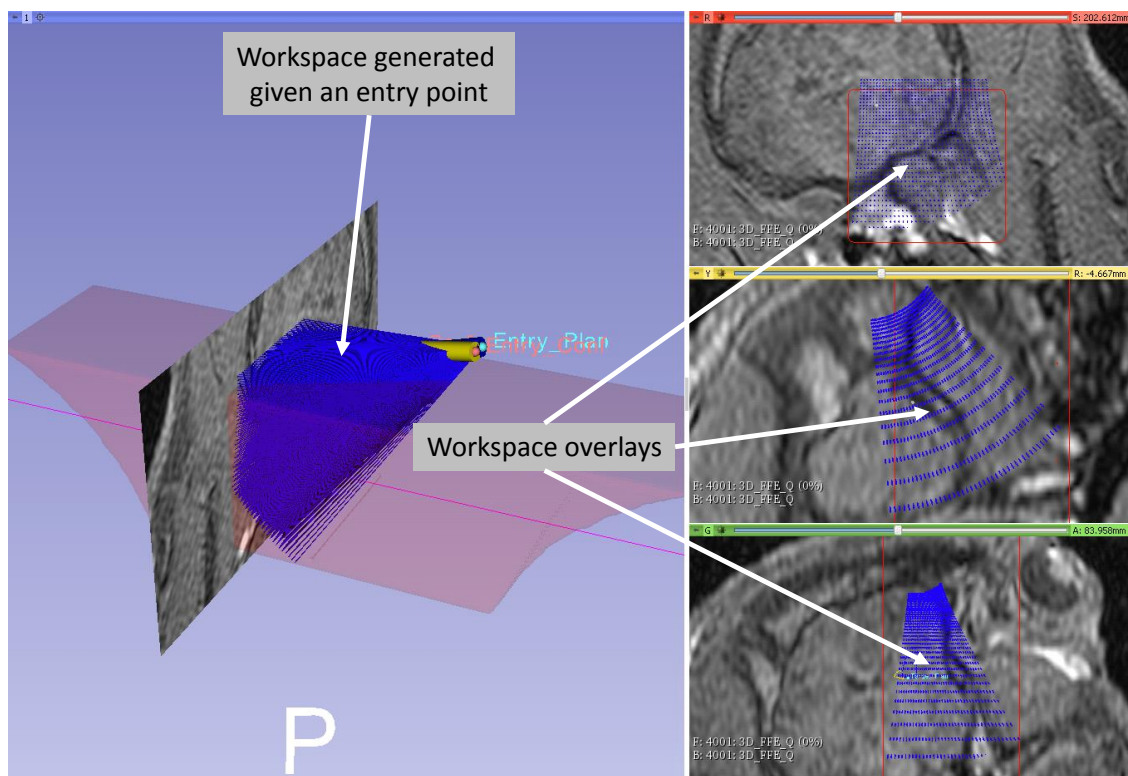 1
Workspace generated
given an entry point
Entry_Plan
Workspace overlays
P
R
S: 202.612mm
F: 4001: 3D_FFE_Q (0%)
B: 4001: 3D_FFE_Q
Y
R: -4.667mm
F: 4001: 3D_FFE_Q (0%)
B: 4001: 3D_FFE_Q
G
A: 83.958mm
F: 4001: 3D_FFE_Q (0%)
B: 4001: 3D_FFE_Q